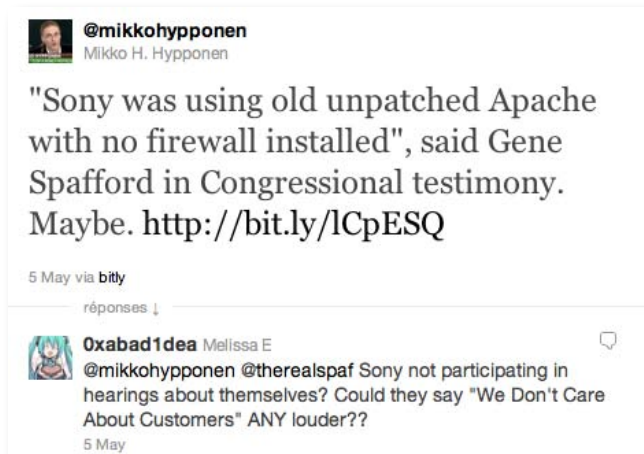 @mikkohypponen
Mikko H. Hypponen
"Sony was using old unpatched Apache
with no firewall installed", said Gene
Spafford in Congressional testimony.
Maybe. http://bit.ly/lCpESQ
5 May via bitly
réponses ↓
0xabad1dea Melissa E
@mikkohypponen @therealspaf Sony not participating in
hearings about themselves? Could they say "We Don't Care
About Customers" ANY louder??
5 May